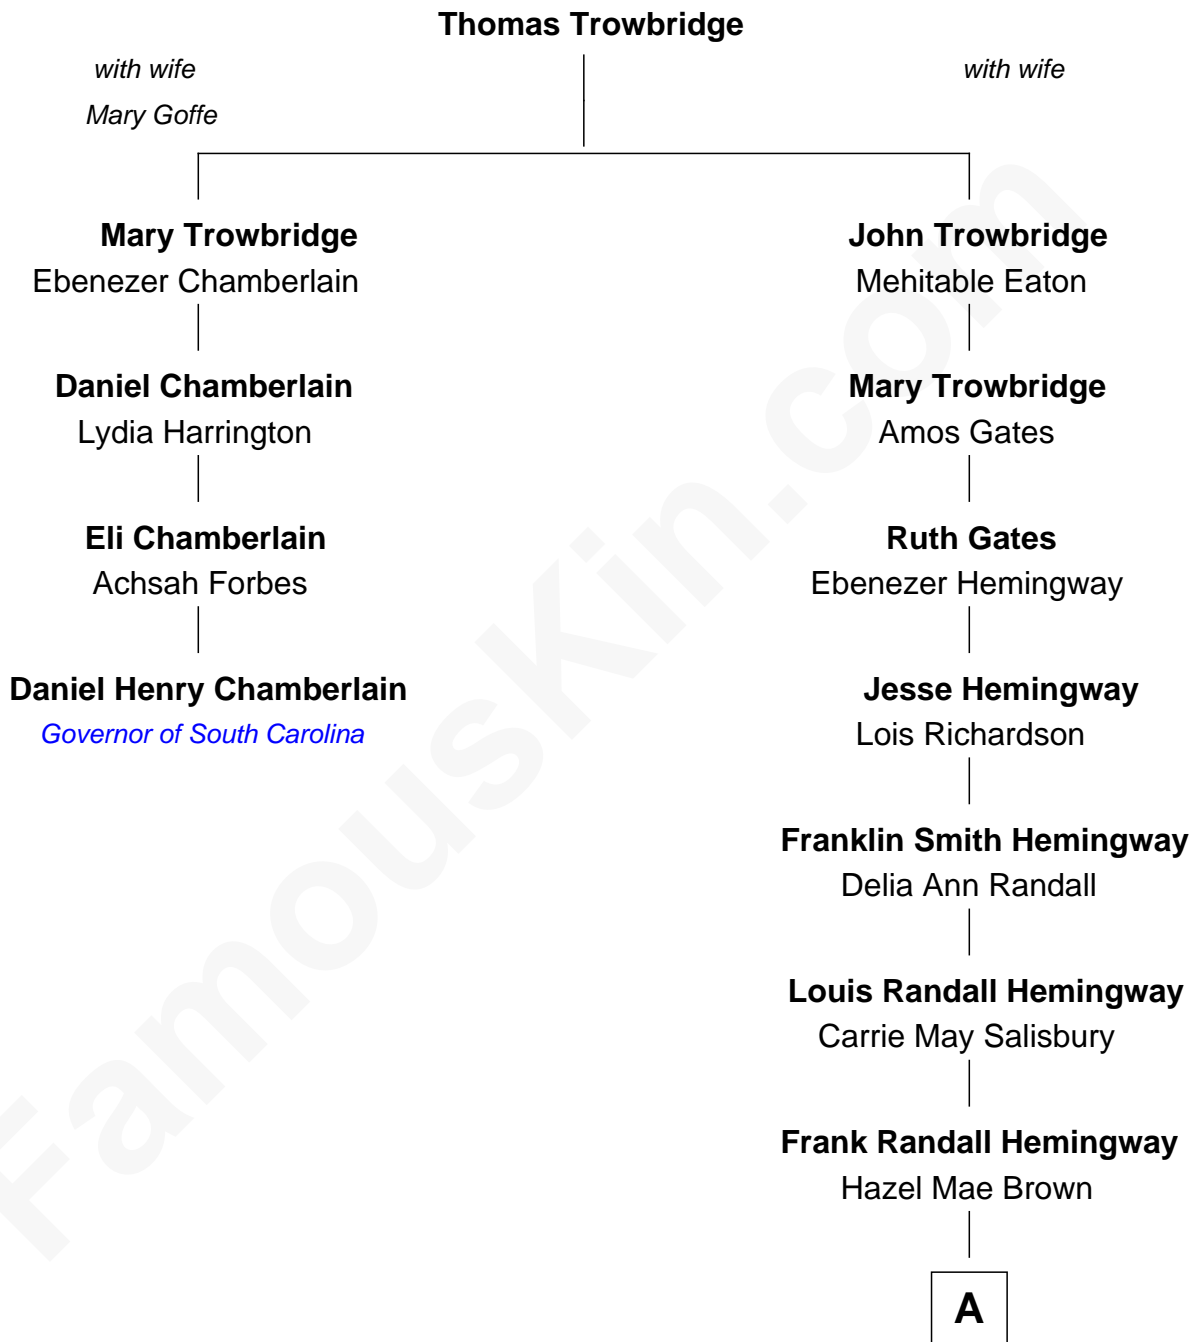 Thomas Trowbridge
with wife
Mary Goffe
with wife
Mary Trowbridge
Ebenezer Chamberlain
Daniel Chamberlain
Lydia Harrington
Eli Chamberlain
Achsah Forbes
Daniel Henry Chamberlain
Governor of South Carolina
John Trowbridge
Mehitable Eaton
Mary Trowbridge
Amos Gates
Ruth Gates
Ebenezer Hemingway
Jesse Hemingway
Lois Richardson
Franklin Smith Hemingway
Delia Ann Randall
Louis Randall Hemingway
Carrie May Salisbury
Frank Randall Hemingway
Hazel Mae Brown
A
FamousKin.com